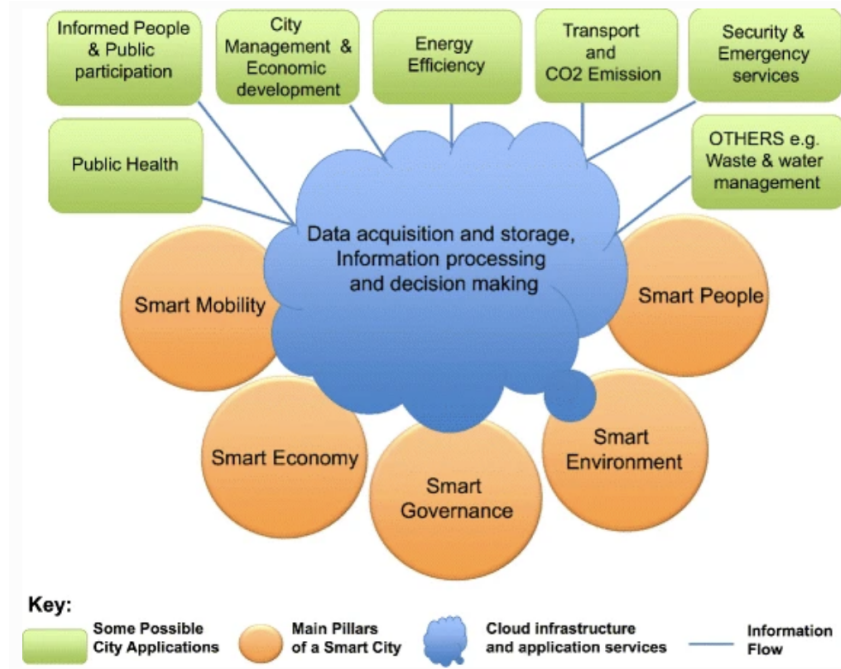 Informed People
& Public
participation
City
Management &
Economic
development
Energy
Efficiency
Transport
and
CO2 Emission
Security &
Emergency
services
Public Health
OTHERS e.g.
Waste & water
management
Data acquisition and storage,
Information processing
and decision making
Smart Mobility
Smart People
Smart Economy
Smart
Governance
Smart
Environment
Key:
Some Possible
City Applications
Main Pillars
of a Smart City
Cloud infrastructure
and application services
Information
Flow